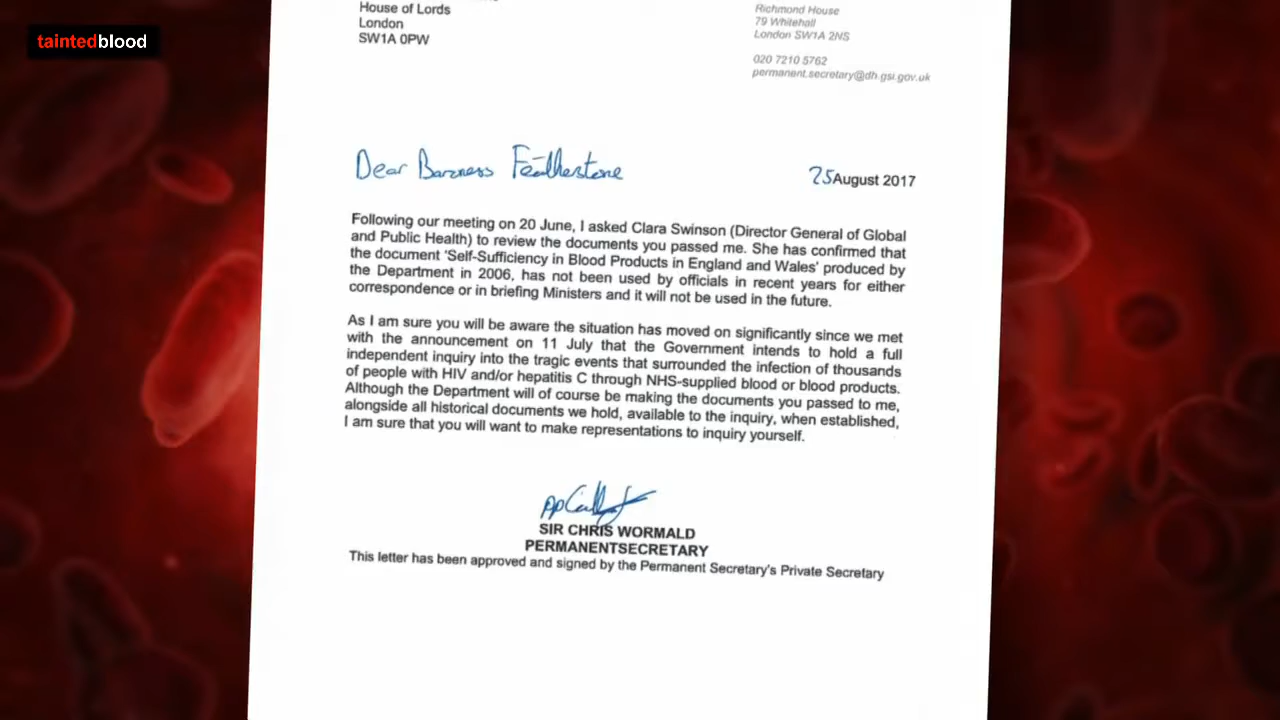 taintedblood
House of Lords
London
SW1A 0PW
Richmond House
79 Whitehall
London SW1A 2NS
020 7210 5762
permanent.secretary@dh.gsi.gov.uk
Dear Baroness Featherstone
25 August 2017
Following our meeting on 20 June, I asked Clara Swinson (Director General of Global
and Public Health) to review the documents you passed me. She has confirmed that
the document 'Self-Sufficiency in Blood Products in England and Wales' produced by
the Department in 2006, has not been used by officials in recent years for either
correspondence or in briefing Ministers and it will not be used in the future.
As I am sure you will be aware the situation has moved on significantly since we met
with the announcement on 11 July that the Government intends to hold a full
independent inquiry into the tragic events that surrounded the infection of thousands
of people with HIV and/or hepatitis C through NHS-supplied blood or blood products.
Although the Department will of course be making the documents you passed to me,
alongside all historical documents we hold, available to the inquiry, when established,
I am sure that you will want to make representations to inquiry yourself.
pp
SIR CHRIS WORMALD
PERMANENTSECRETARY
This letter has been approved and signed by the Permanent Secretary's Private Secretary